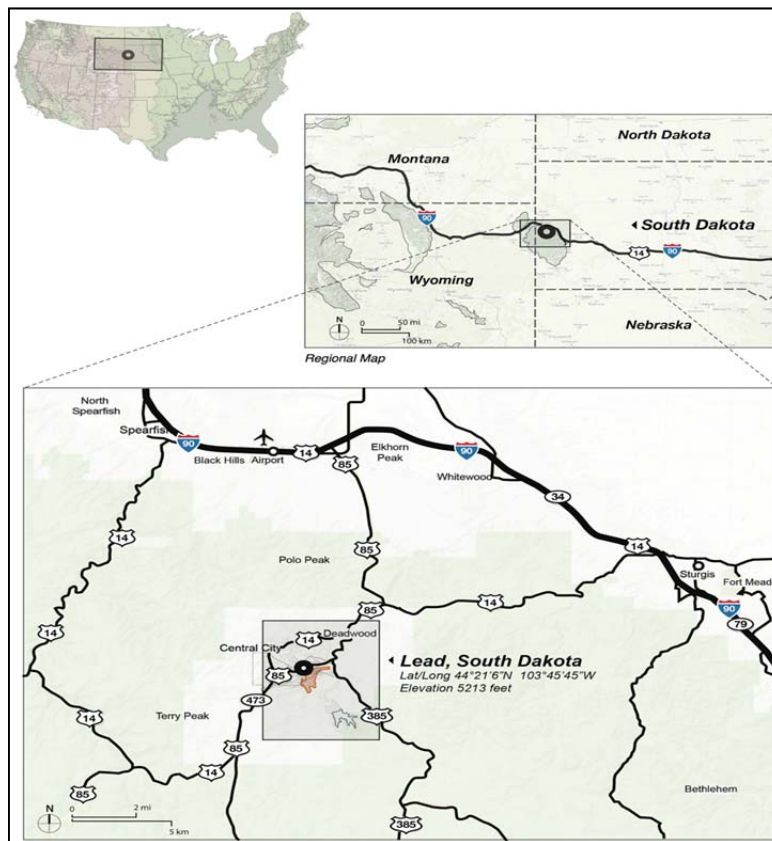 North Dakota
Montana
90
South Dakota
14
90
Wyoming
N
0
50 mi
100 km
Nebraska
Regional Map
North
Spearfish
Spearfish
90
Black Hills
Airport
14
85
Elkhorn
Peak
90
Whitewood
34
14
85
14
Polo Peak
Sturgis
Fort Mead
90
79
85
14
14
14
Deadwood
Central City
85
Lead, South Dakota
Lat/Long 44°21'6"N 103°45'45"W
Elevation 5213 feet
473
385
14
Terry Peak
85
14
85
Bethlehem
N
0
2 mi
5 km
385